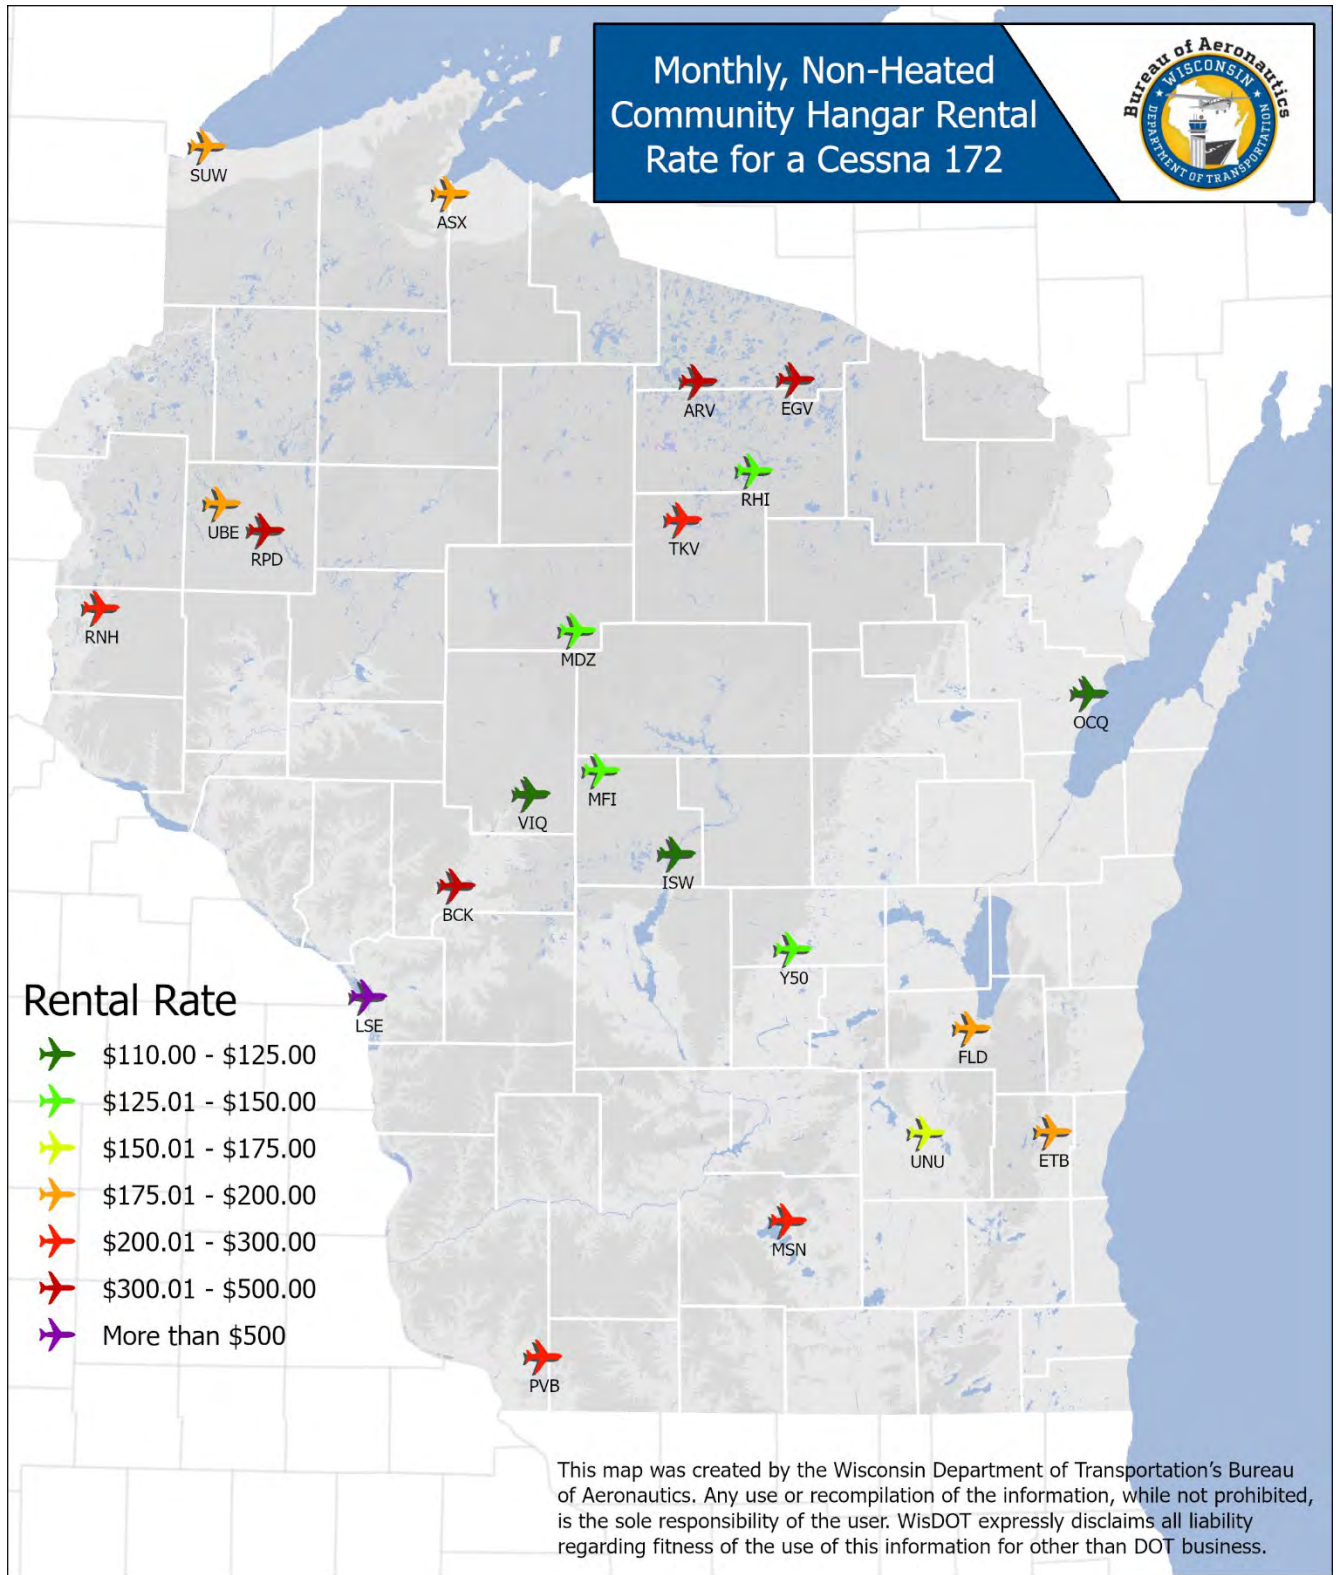 Monthly, Non-Heated
Community Hangar Rental
Rate for a Cessna 172
Bureau of Aeronautics
WISCONSIN
DEPARTMENT OF TRANSPORTATION
SUW
ASX
ARV
EGV
RHI
UBE
RPD
TKV
RNH
MDZ
OCQ
MFI
VIQ
ISW
BCK
Y50
LSE
FLD
UNU
ETB
MSN
PVB
Rental Rate
$110.00 - $125.00
$125.01 - $150.00
$150.01 - $175.00
$175.01 - $200.00
$200.01 - $300.00
$300.01 - $500.00
More than $500
This map was created by the Wisconsin Department of Transportation's Bureau
of Aeronautics. Any use or recompilation of the information, while not prohibited,
is the sole responsibility of the user. WisDOT expressly disclaims all liability
regarding fitness of the use of this information for other than DOT business.